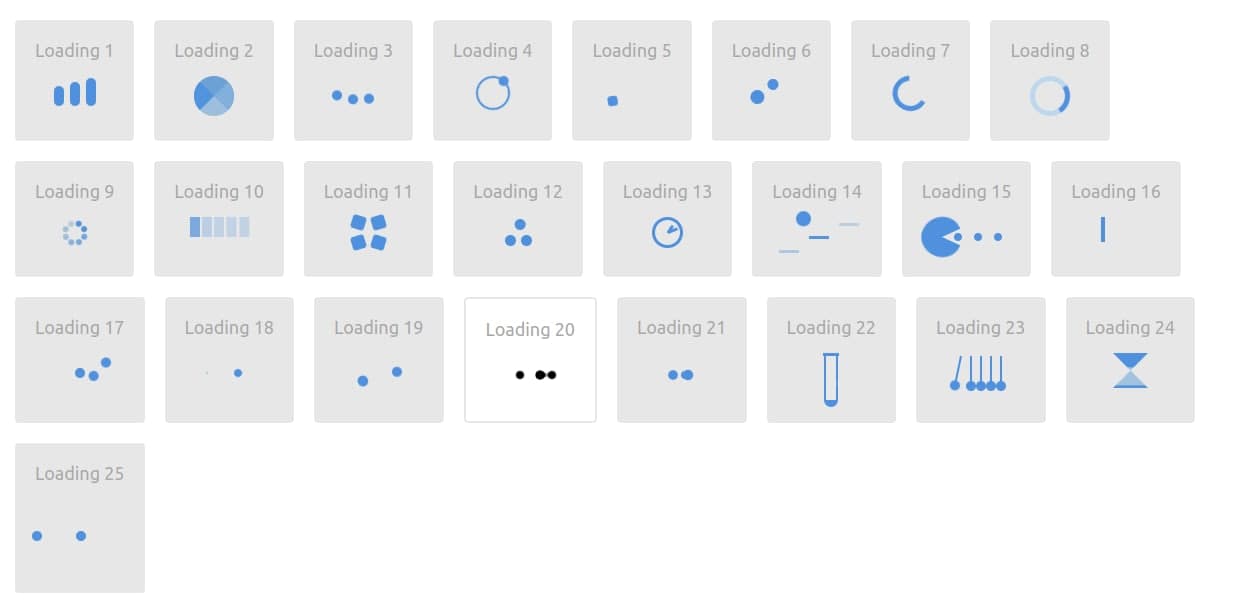 Loading 1
Loading 2
Loading 3
Loading 4
Loading 5
Loading 6
Loading 7
Loading 8
Loading 9
Loading 10
Loading 11
Loading 12
Loading 13
Loading 14
Loading 15
Loading 16
Loading 17
Loading 18
Loading 19
Loading 20
Loading 21
Loading 22
Loading 23
Loading 24
Loading 25